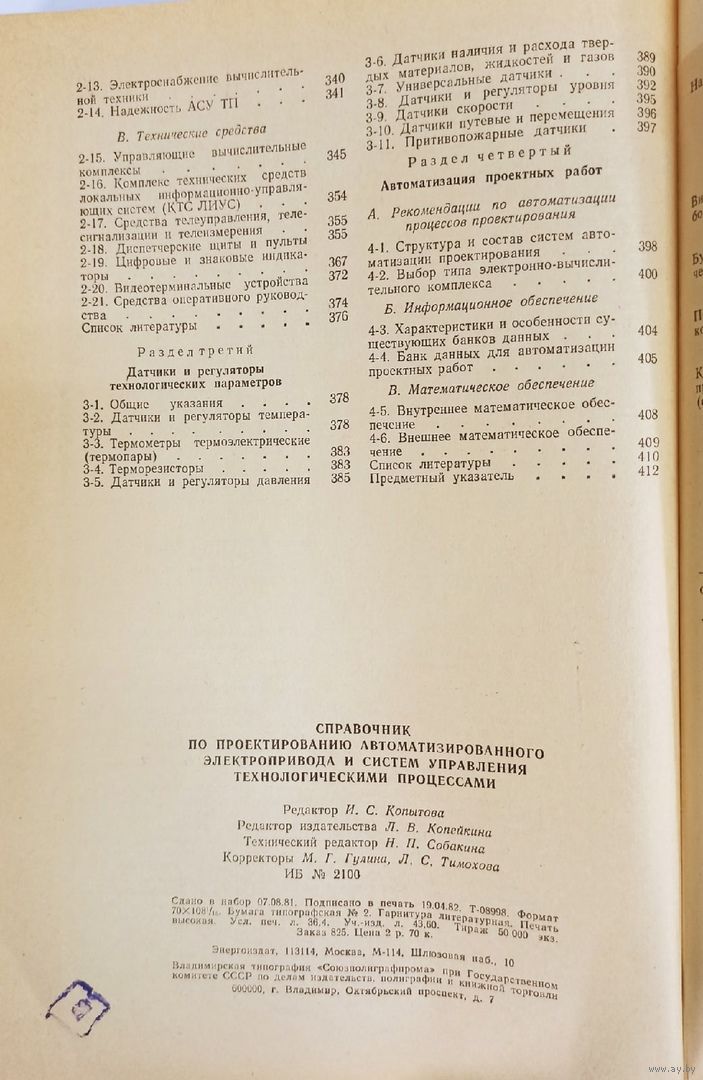 2-13. Электроснабжение вычислитель-
ной техники . . . . . . . 340
2-14. Надежность АСУ ТП . . . 341
В. Технические средства
2-15. Управляющие вычислительные
комплексы . . . . . . . 345
2-16. Комплекс технических средств
локальных информационно-управля-
ющих систем (КТС ЛИУС) . . . 354
2-17. Средства телеуправления, теле-
сигнализации и телеизмерения . . 355
2-18. Диспетчерские щиты и пульты 355
2-19. Цифровые и знаковые индика-
торы . . . . . . . . 367
2-20. Видеотерминальные устройства 372
2-21. Средства оперативного руковод-
ства . . . . . . . . 374
Список литературы . . . . . 376
Раздел третий
Датчики и регуляторы
технологических параметров
3-1. Общие указания . . . . 378
3-2. Датчики и регуляторы темпера-
туры . . . . . . . . 378
3-3. Термометры термоэлектрические
(термопары) . . . . . . 383
3-4. Терморезисторы . . . . . 383
3-5. Датчики и регуляторы давления 385
3-6. Датчики наличия и расхода твер-
дых материалов, жидкостей и газов 389
3-7. Универсальные датчики . . . 390
3-8. Датчики и регуляторы уровня 392
3-9. Датчики скорости . . . . 395
3-10. Датчики путевые и перемещения 396
3-11. Притивопожарные датчики . 397
Раздел четвертый
Автоматизация проектных работ
А. Рекомендации по автоматизации
процессов проектирования
4-1. Структура и состав систем авто-
матизации проектирования . . . 398
4-2. Выбор типа электронно-вычисли-
тельного комплекса . . . . . 400
Б. Информационное обеспечение
4-3. Характеристики и особенности су-
ществующих банков данных . . . 404
4-4. Банк данных для автоматизации
проектных работ . . . . . . 405
В. Математическое обеспечение
4-5. Внутреннее математическое обес-
печение . . . . . . . 408
4-6. Внешнее математическое обеспе-
чение . . . . . . . . 409
Список литературы . . . . . 410
Предметный указатель . . . . 412
СПРАВОЧНИК
ПО ПРОЕКТИРОВАНИЮ АВТОМАТИЗИРОВАННОГО
ЭЛЕКТРОПРИВОДА И СИСТЕМ УПРАВЛЕНИЯ
ТЕХНОЛОГИЧЕСКИМИ ПРОЦЕССАМИ
Редактор И. С. Копытова
Редактор издательства Л. В. Копейкина
Технический редактор Н. П. Собакина
Корректоры М. Г. Гулина, Л. С. Тимохова
ИБ № 2100
Сдано в набор 07.08.81. Подписано в печать 19.04.82. Т-08998. Формат
70×108¹/₁₆. Бумага типографская № 2. Гарнитура литературная. Печать
высокая. Усл. печ. л. 36,4. Уч.-изд. л. 43,60. Тираж 50 000 экз.
Заказ 825. Цена 2 р. 70 к.
Энергоиздат, 113114, Москва, М-114, Шлюзовая наб., 10
Владимирская типография «Союзполиграфпрома» при Государственном
комитете СССР по делам издательств, полиграфии и книжной торговли
600000, г. Владимир, Октябрьский проспект, д. 7
www.ay.by